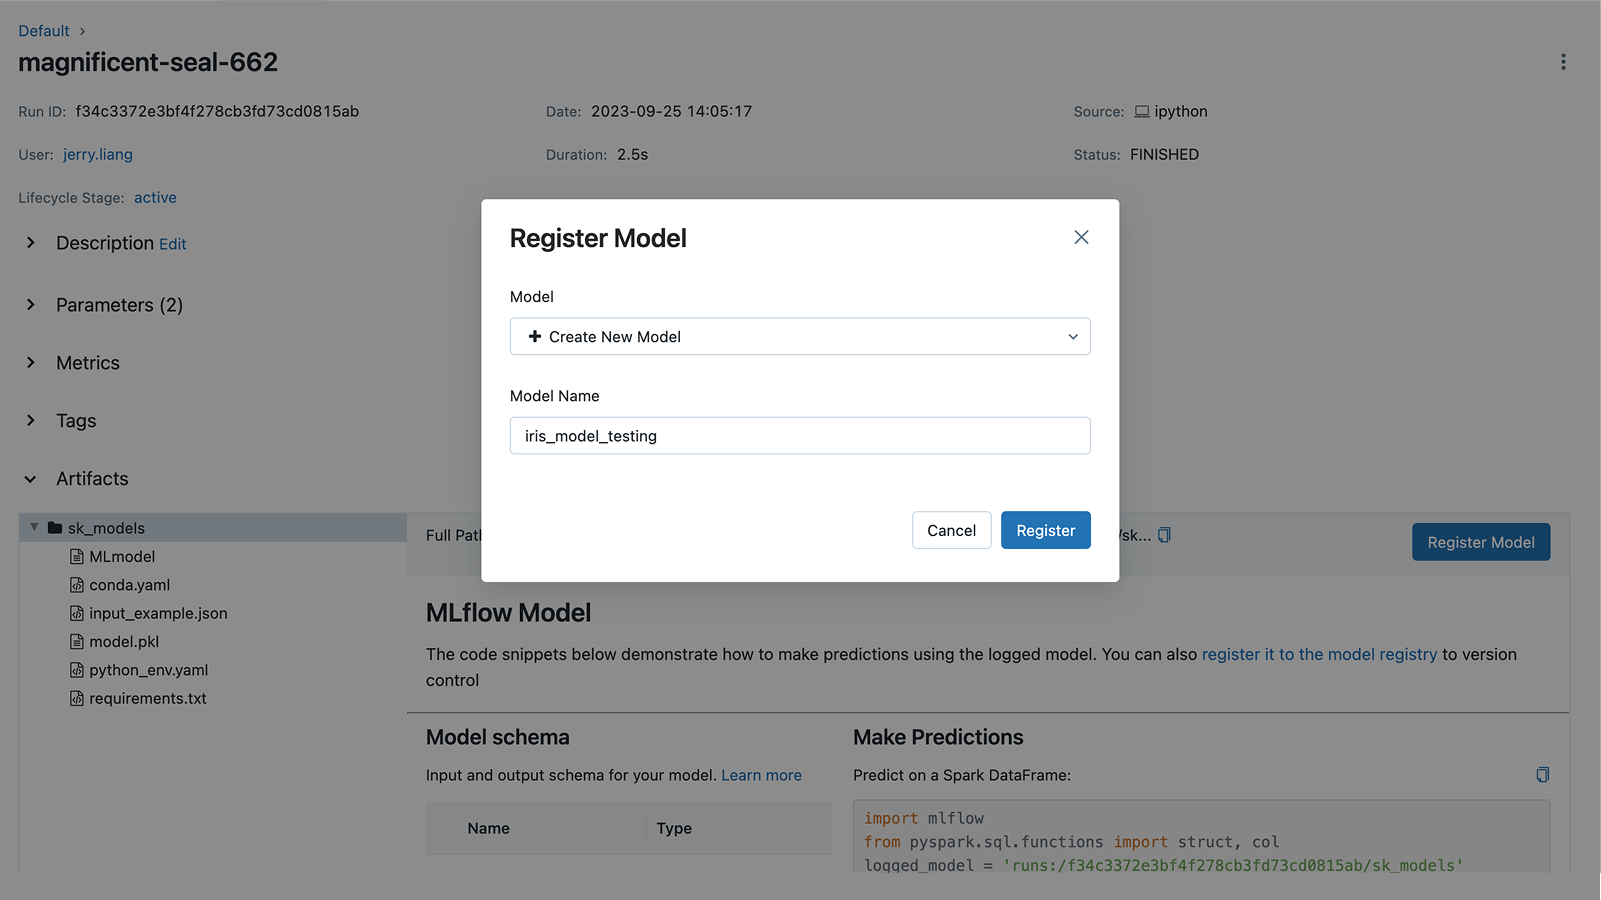 Default
magnificent-seal-662
Run ID: f34c3372e3bf4f278cb3fd73cd0815ab
Date: 2023-09-25 14:05:17
Source: ipython
User: jerry.liang
Duration: 2.5s
Status: FINISHED
Lifecycle Stage: active
Description Edit
Parameters (2)
Metrics
Tags
Artifacts
Register Model
Model
Create New Model
Model Name
iris_model_testing
Cancel
Register
sk_models
MLmodel
conda.yaml
input_example.json
model.pkl
python_env.yaml
requirements.txt
Full Path
/sk...
Register Model
MLflow Model
The code snippets below demonstrate how to make predictions using the logged model. You can also register it to the model registry to version
control
Model schema
Input and output schema for your model. Learn more
Name
Type
Make Predictions
Predict on a Spark DataFrame:
import mlflow
from pyspark.sql.functions import struct, col
logged_model = 'runs:/f34c3372e3bf4f278cb3fd73cd0815ab/sk_models'